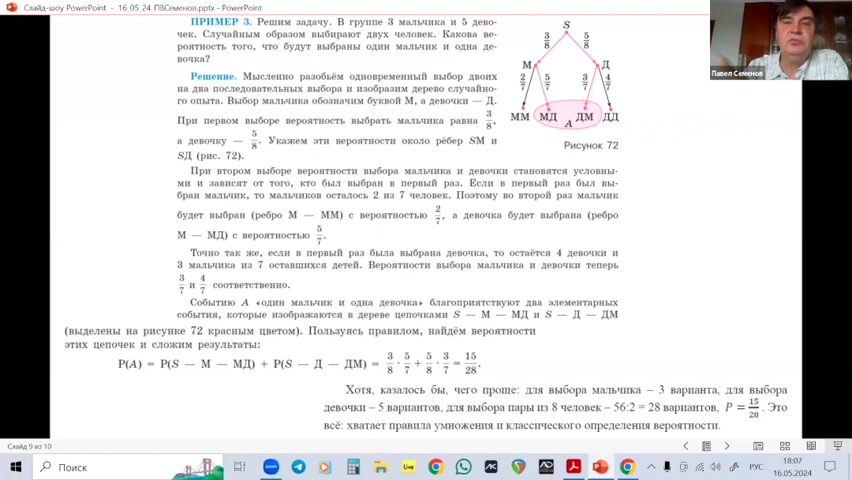 Слайд-шоу PowerPoint - 16_05_24_ПВСеменов.pptx - PowerPoint
ПРИМЕР 3. Решим задачу. В группе 3 мальчика и 5 дево-
чек. Случайным образом выбирают двух человек. Какова ве-
роятность того, что будут выбраны один мальчик и одна де-
вочка?
Решение. Мысленно разобьём одновременный выбор двоих
на два последовательных выбора и изобразим дерево случайно-
го опыта. Выбор мальчика обозначим буквой М, а девочки — Д.
При первом выборе вероятность выбрать мальчика равна 3/8,
а девочку — 5/8. Укажем эти вероятности около рёбер SM и
SД (рис. 72).
При втором выборе вероятности выбора мальчика и девочки становятся условны-
ми и зависят от того, кто был выбран в первый раз. Если в первый раз был вы-
бран мальчик, то мальчиков осталось 2 из 7 человек. Поэтому во второй раз мальчик
будет выбран (ребро М — ММ) с вероятностью 2/7, а девочка будет выбрана (ребро
М — МД) с вероятностью 5/7.
Точно так же, если в первый раз была выбрана девочка, то остаётся 4 девочки и
3 мальчика из 7 оставшихся детей. Вероятности выбора мальчика и девочки теперь
3/7 и 4/7 соответственно.
Событию A «один мальчик и одна девочка» благоприятствуют два элементарных
события, которые изображаются в дереве цепочками S — М — МД и S — Д — ДМ
(выделены на рисунке 72 красным цветом). Пользуясь правилом, найдём вероятности
этих цепочек и сложим результаты:
P(A) = P(S — М — МД) + P(S — Д — ДМ) = 3/8 · 5/7 + 5/8 · 3/7 = 15/28.
Хотя, казалось бы, чего проще: для выбора мальчика – 3 варианта, для выбора
девочки – 5 вариантов, для выбора пары из 8 человек – 56:2 = 28 вариантов, P = 15/28. Это
всё: хватает правила умножения и классического определения вероятности.
S
3/8 5/8
М Д
2/7 5/7 3/7 4/7
ММ МД ДМ ДД
A
Рисунок 72
Павел Семенов
Слайд 9 из 10
Поиск
Live
РУС
18:07
16.05.2024